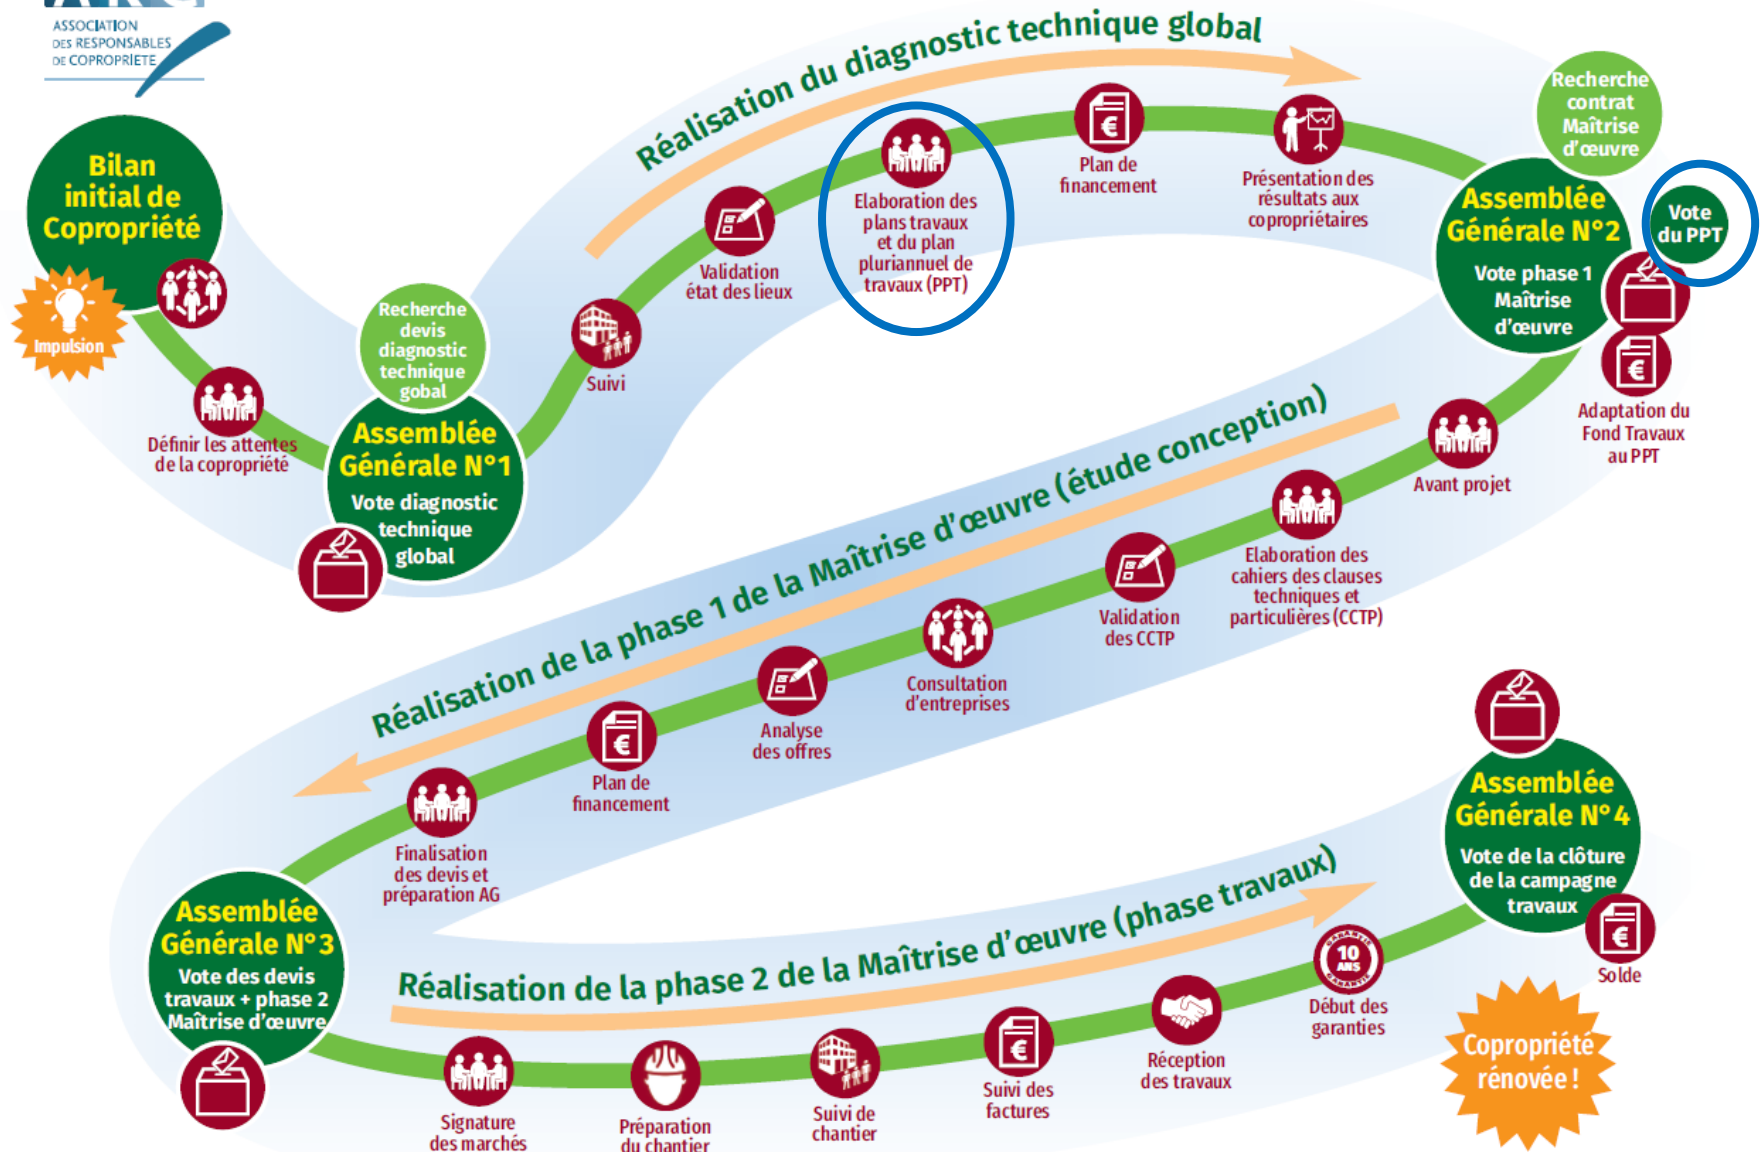 ARC
ASSOCIATION
DES RESPONSABLES
DE COPROPRIETE
Bilan
initial de
Copropriété
Impulsion
Définir les attentes
de la copropriété
Recherche
devis
diagnostic
technique
gobal
Assemblée
Générale N°1
Vote diagnostic
technique
global
Réalisation du diagnostic technique global
Suivi
Validation
état des lieux
Elaboration des
plans travaux
et du plan
pluriannuel de
travaux (PPT)
Plan de
financement
Présentation des
résultats aux
copropriétaires
Recherche
contrat
Maîtrise
d'œuvre
Assemblée
Générale N°2
Vote phase 1
Maîtrise
d'œuvre
Vote
du PPT
Adaptation du
Fond Travaux
au PPT
Réalisation de la phase 1 de la Maîtrise d'œuvre (étude conception)
Avant projet
Elaboration des
cahiers des clauses
techniques et
particulières (CCTP)
Validation
des CCTP
Consultation
d'entreprises
Analyse
des offres
Plan de
financement
Finalisation
des devis et
préparation AG
Assemblée
Générale N°3
Vote des devis
travaux + phase 2
Maîtrise d'œuvre
Réalisation de la phase 2 de la Maîtrise d'œuvre (phase travaux)
Signature
des marchés
Préparation
du chantier
Suivi de
chantier
Suivi des
factures
Réception
des travaux
GARANTIE
10
ANS
GARANTIE
Début des
garanties
Assemblée
Générale N°4
Vote de la clôture
de la campagne
travaux
Solde
Copropriété
rénovée !